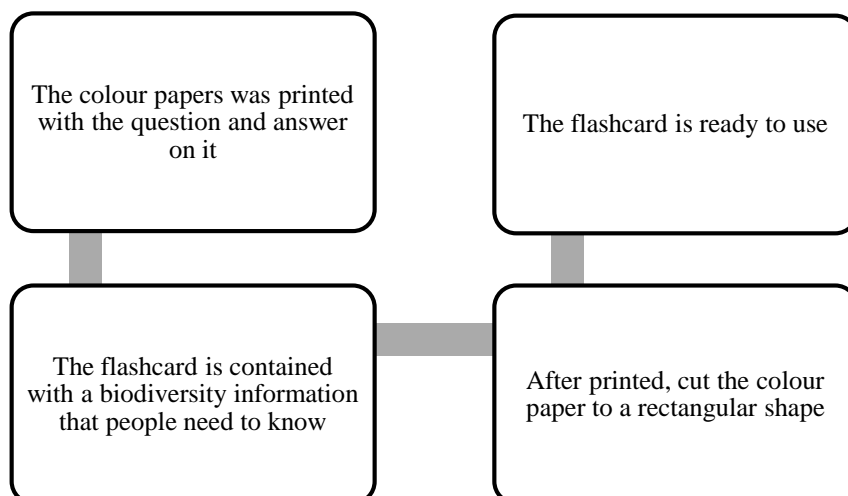 The colour papers was printed
with the question and answer
on it
The flashcard is contained
with a biodiversity information
that people need to know
After printed, cut the colour
paper to a rectangular shape
The flashcard is ready to use